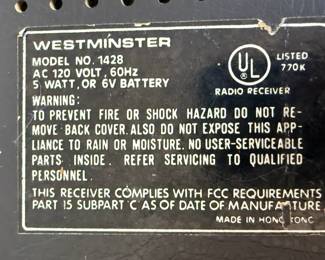 WESTMINSTER
MODEL NO. 1428
AC 120 VOLT, 60Hz
5 WATT, OR 6V BATTERY
UL
LISTED
770K
RADIO RECEIVER
WARNING:
TO PREVENT FIRE OR SHOCK HAZARD DO NOT RE-
MOVE BACK COVER. ALSO DO NOT EXPOSE THIS APP-
LIANCE TO RAIN OR MOISTURE. NO USER-SERVICEABLE
PARTS INSIDE. REFER SERVICING TO QUALIFIED
PERSONNEL.
THIS RECEIVER COMPLIES WITH FCC REQUIREMENTS
PART 15 SUBPART 'C' AS OF DATE OF MANUFACTURE
MADE IN HONG KONG